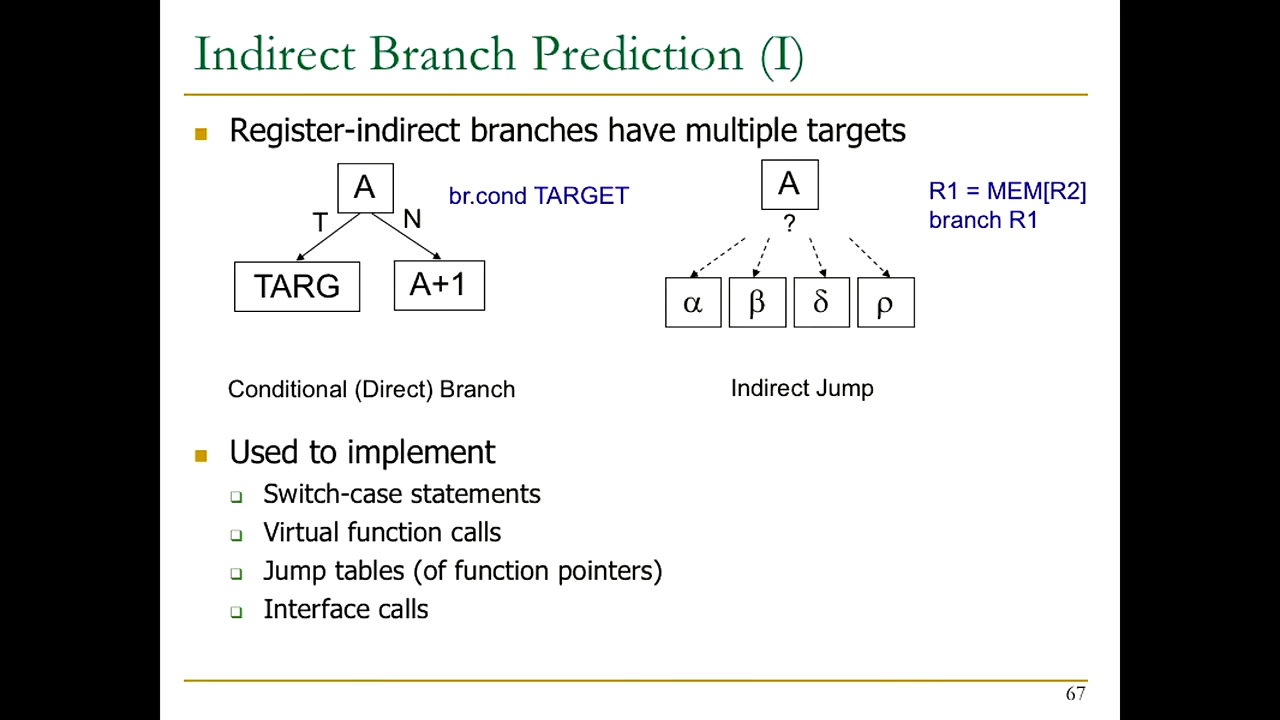 Indirect Branch Prediction (I)
Register-indirect branches have multiple targets
A
br.cond TARGET
T
N
TARG
A+1
Conditional (Direct) Branch
A
R1 = MEM[R2]
branch R1
?
α
β
δ
ρ
Indirect Jump
Used to implement
Switch-case statements
Virtual function calls
Jump tables (of function pointers)
Interface calls
67